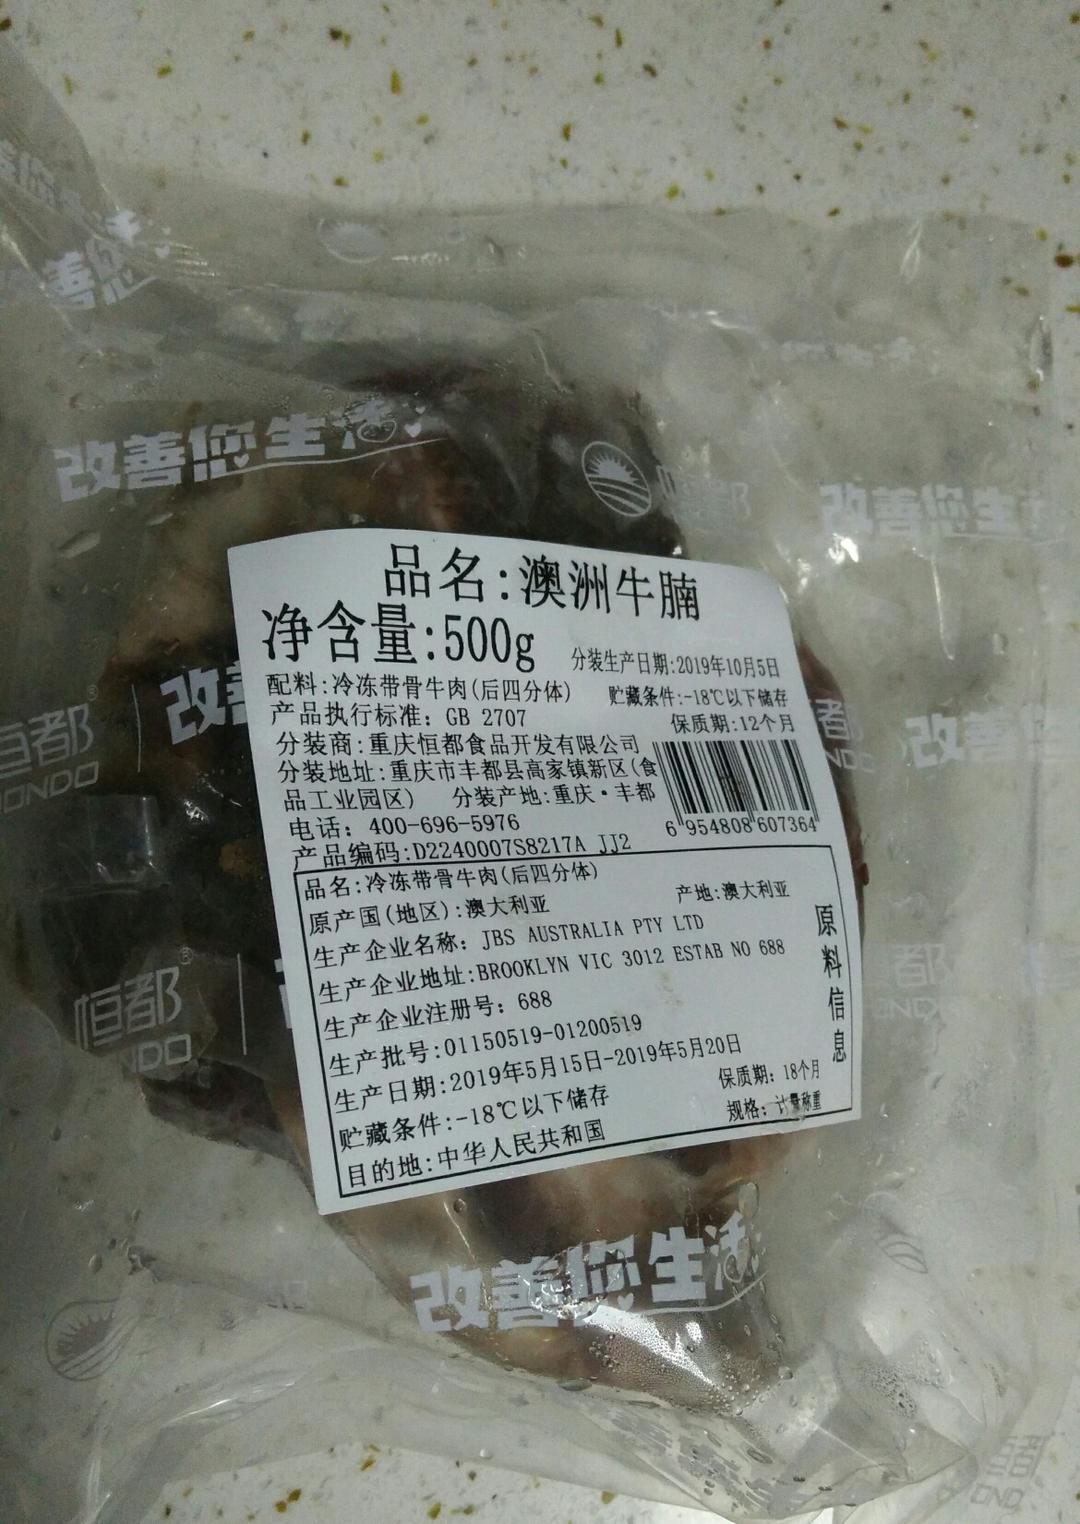 改善您生活
恒都
改善您生
品名:澳洲牛腩
净含量:500g
分装生产日期:2019年10月5日
配料:冷冻带骨牛肉(后四分体)
贮藏条件:-18℃以下储存
产品执行标准: GB 2707
保质期:12个月
分装商:重庆恒都食品开发有限公司
分装地址:重庆市丰都县高家镇新区(食
品工业园区) 分装产地:重庆·丰都
电话: 400-696-5976
6 954808 607364
产品编码:D2240007S8217A JJ2
品名:冷冻带骨牛肉(后四分体)
原产国(地区):澳大利亚
产地:澳大利亚
生产企业名称: JBS AUSTRALIA PTY LTD
生产企业地址:BROOKLYN VIC 3012 ESTAB NO 688
生产企业注册号: 688
生产批号:01150519-01200519
生产日期:2019年5月15日-2019年5月20日
贮藏条件:-18℃以下储存
保质期: 18个月
目的地:中华人民共和国
规格: 计量称重
原料信息
恒都®
改善您生活